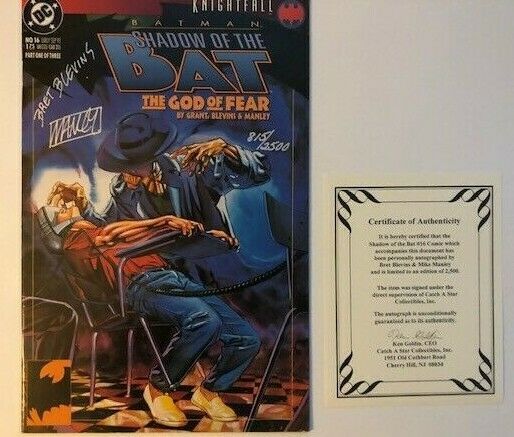 KNIGHTFALL
DC
BATMAN
SHADOW OF THE
BAT
NO 16
PART ONE OF THREE
THE GOD OF FEAR
BY GRANT, BLEVINS & MANLEY
BRET BLEVINS
MANLEY
815/
2500
Certificate of Authenticity
It is hereby certified that the
Shadow of the Bat #16 Comic which
accompanies this document has
been personally autographed by
Bret Blevins & Mike Manley
and is limited to an edition of 2,500.
The item was signed under the
direct supervision of Catch A Star
Collectibles, Inc.
The autograph is unconditionally
guaranteed as to its authenticity.
Ken Goldin, CEO
Catch A Star Collectibles, Inc.
1951 Old Cuthbert Road
Cherry Hill, NJ 08034